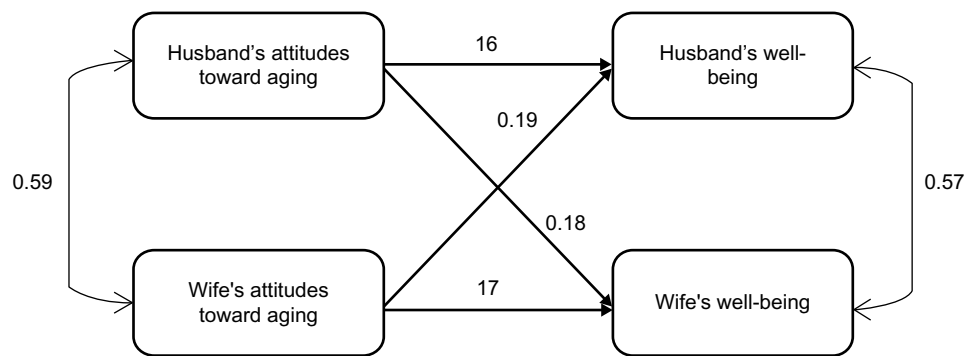 Husband’s attitudes
toward aging
16
Husband’s well-
being
0.19
0.59
0.57
0.18
Wife's attitudes
toward aging
17
Wife's well-being